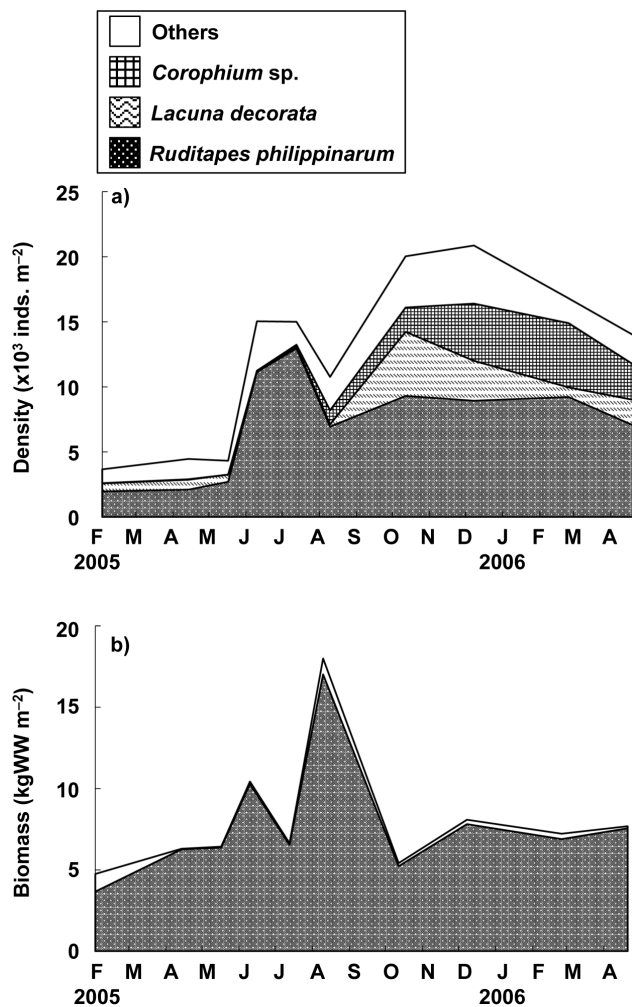 Others
Corophium sp.
Lacuna decorata
Ruditapes philippinarum
a)
Density (x10³ inds. m⁻²)
25
20
15
10
5
0
F M A M J J A S O N D J F M A
2005 2006
b)
Biomass (kgWW m⁻²)
20
15
10
5
0
F M A M J J A S O N D J F M A
2005 2006